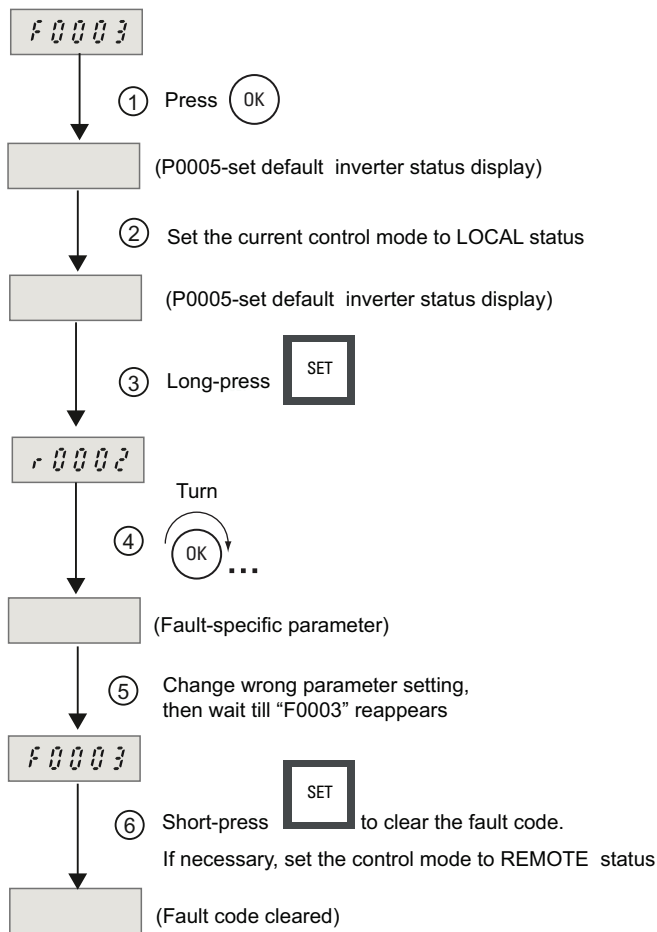 F0003
① Press OK
(P0005-set default inverter status display)
② Set the current control mode to LOCAL status
(P0005-set default inverter status display)
③ Long-press SET
r0002
Turn
④ OK ...
(Fault-specific parameter)
⑤ Change wrong parameter setting,
then wait till “F0003” reappears
F0003
⑥ Short-press SET to clear the fault code.
If necessary, set the control mode to REMOTE status
(Fault code cleared)